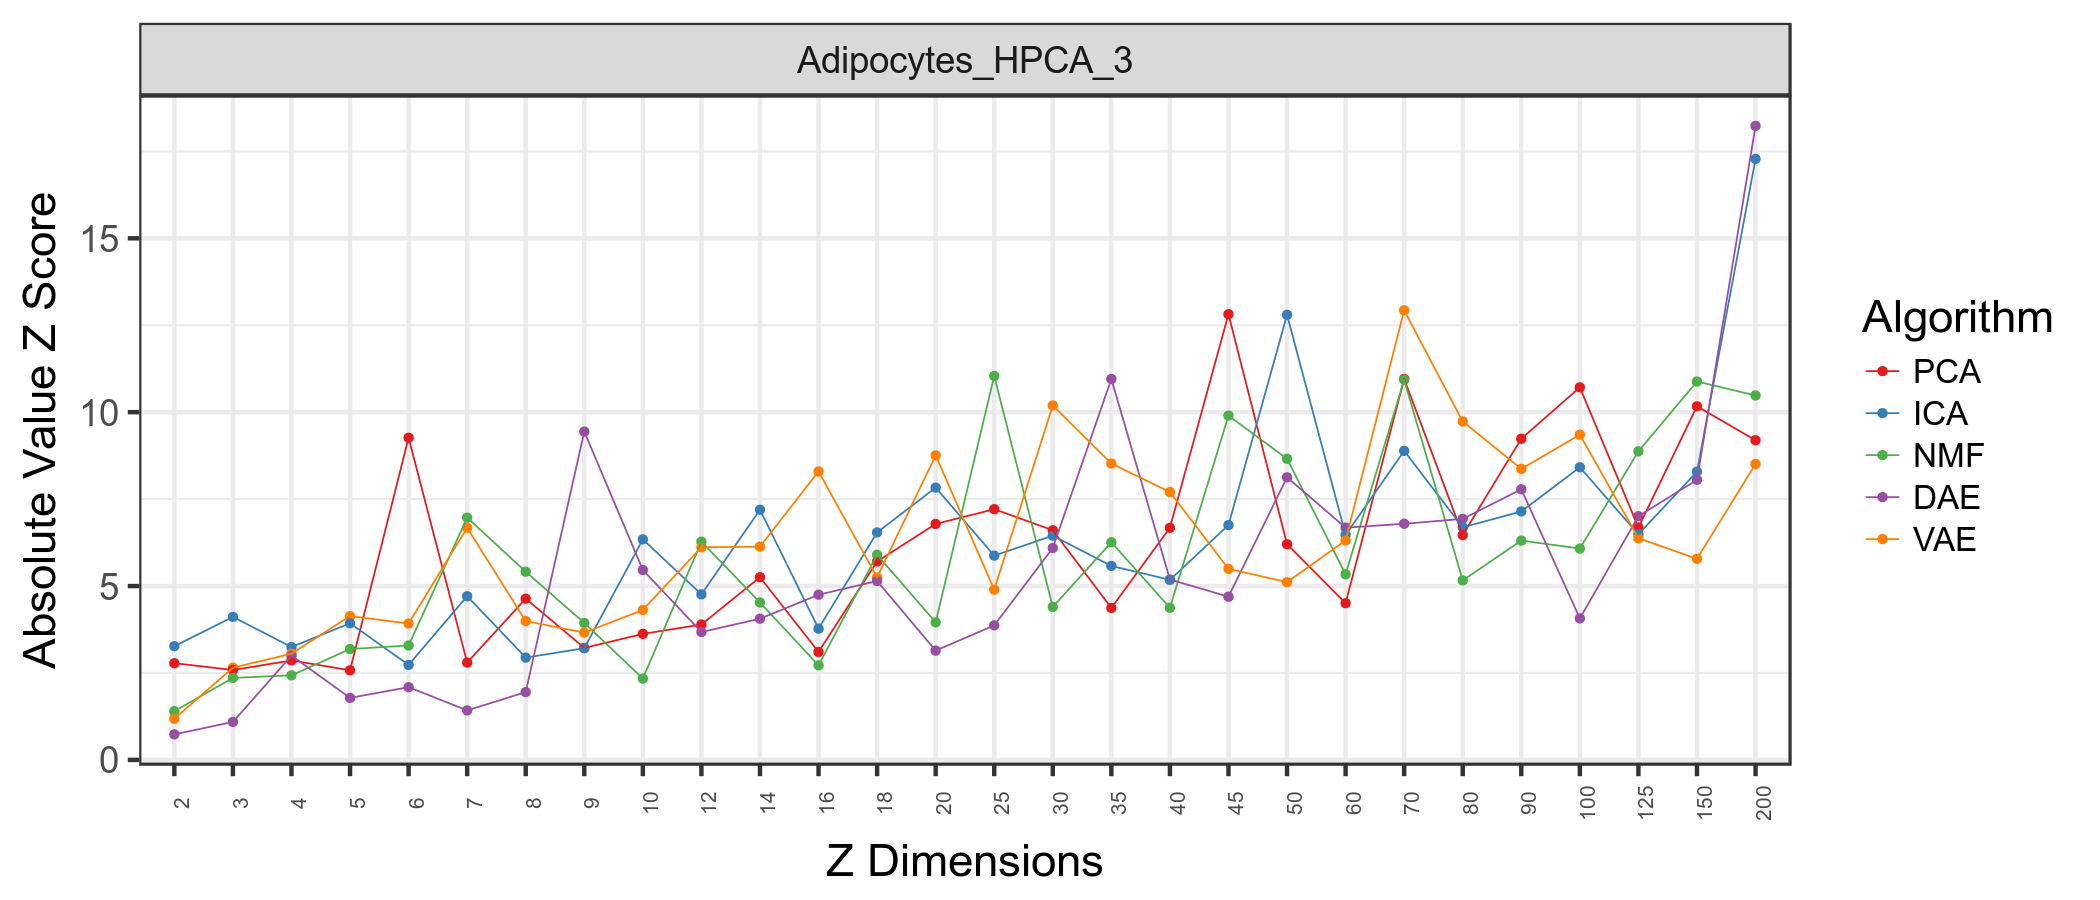 Adipocytes_HPCA_3
Absolute Value Z Score
15
10
5
0
2 3 4 5 6 7 8 9 10 12 14 16 18 20 25 30 35 40 45 50 60 70 80 90 100 125 150 200
Z Dimensions
Algorithm
PCA
ICA
NMF
DAE
VAE